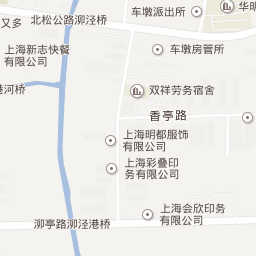 车墩派出所
华明
又多
北松公路泖泾桥
上海新志快餐
有限公司
车墩房管所
港河桥
双祥劳务宿舍
香亭路
上海明都服饰
有限公司
上海彩叠印
务有限公司
上海会欣印务
有限公司
泖亭路泖泾港桥